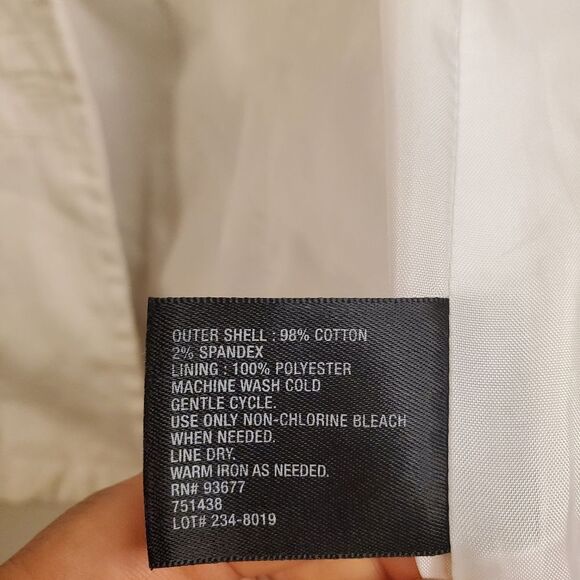 OUTER SHELL : 98% COTTON
2% SPANDEX
LINING : 100% POLYESTER
MACHINE WASH COLD
GENTLE CYCLE.
USE ONLY NON-CHLORINE BLEACH
WHEN NEEDED.
LINE DRY.
WARM IRON AS NEEDED.
RN# 93677
751438
LOT# 234-8019